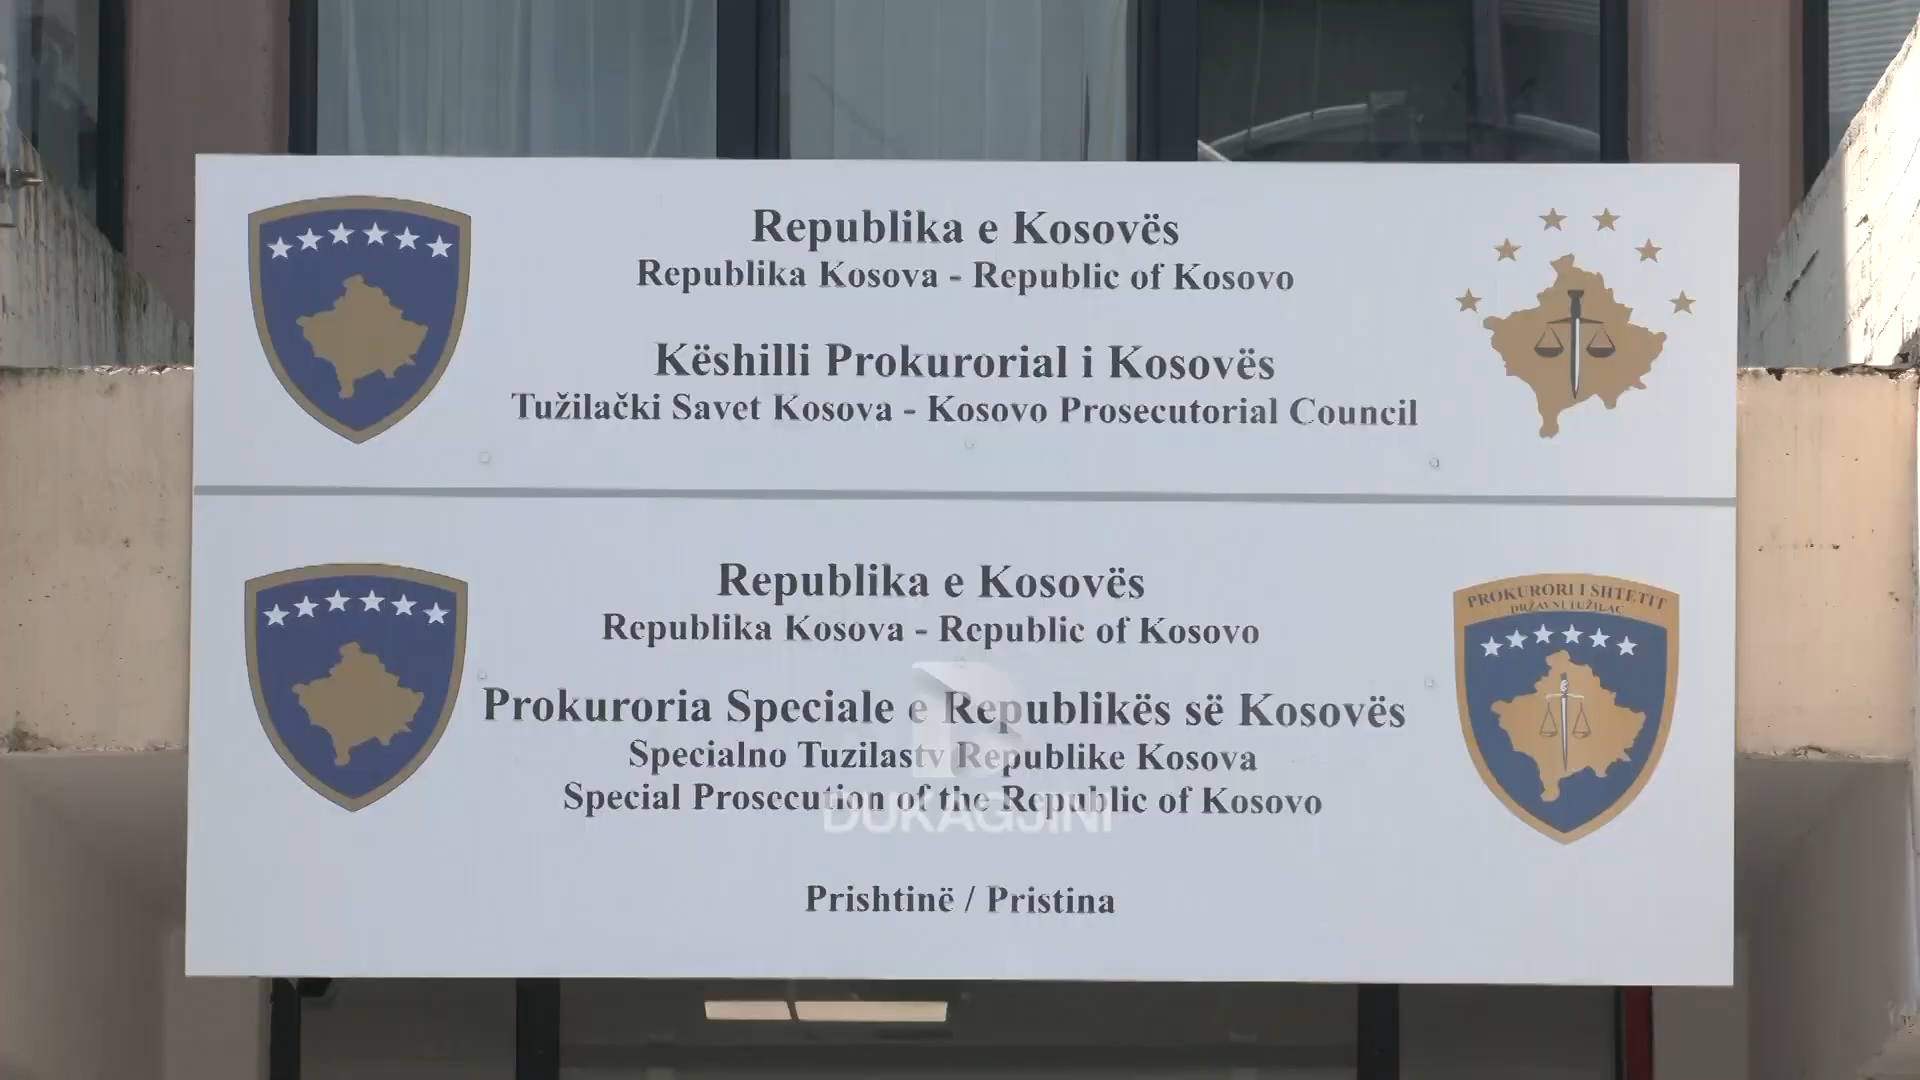 Republika e Kosovës
Republika Kosova - Republic of Kosovo
Këshilli Prokurorial i Kosovës
Tužilački Savet Kosova - Kosovo Prosecutorial Council
Republika e Kosovës
Republika Kosova - Republic of Kosovo
PROKURORI I SHTETIT
DRŽAVNI TUŽILAC
Prokuroria Speciale e Republikës së Kosovës
Specialno Tuzilastv Republike Kosova
Special Prosecution of the Republic of Kosovo
DUKAGJINI
Prishtinë / Pristina